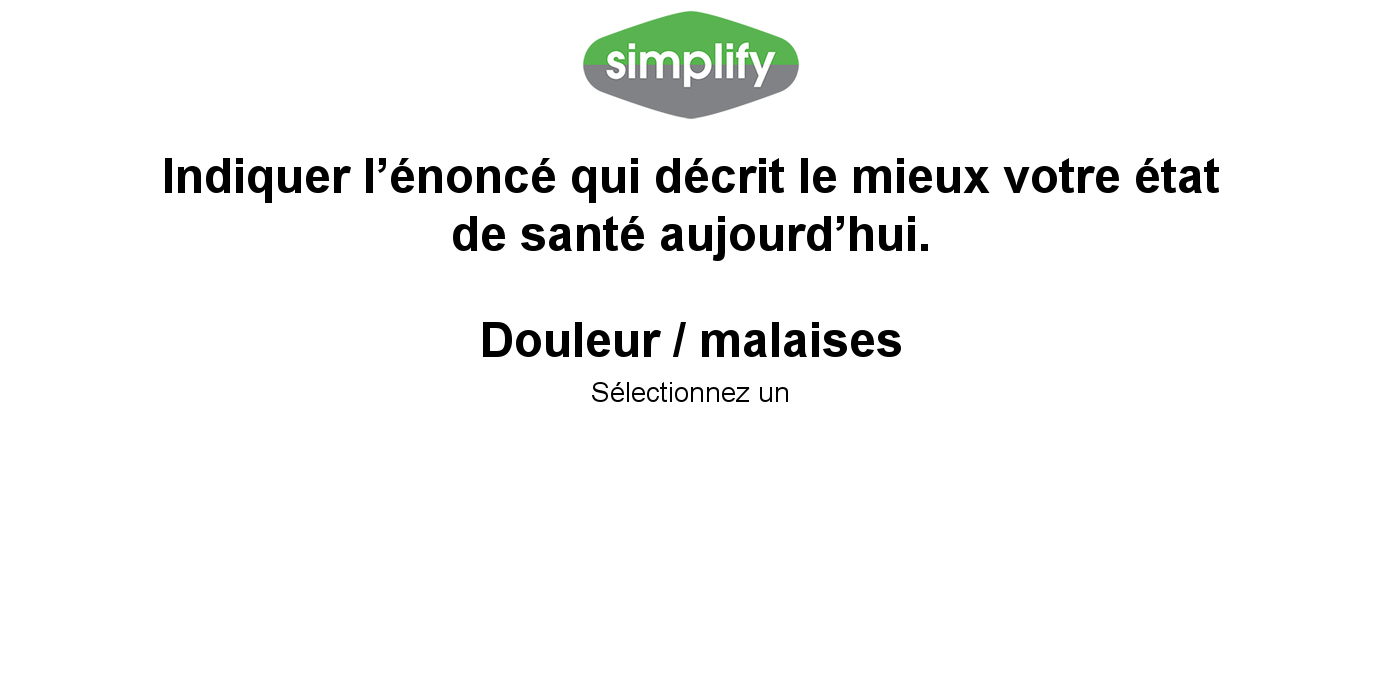 simplify
Indiquer l’énoncé qui décrit le mieux votre état
de santé aujourd’hui.
Douleur / malaises
Sélectionnez un